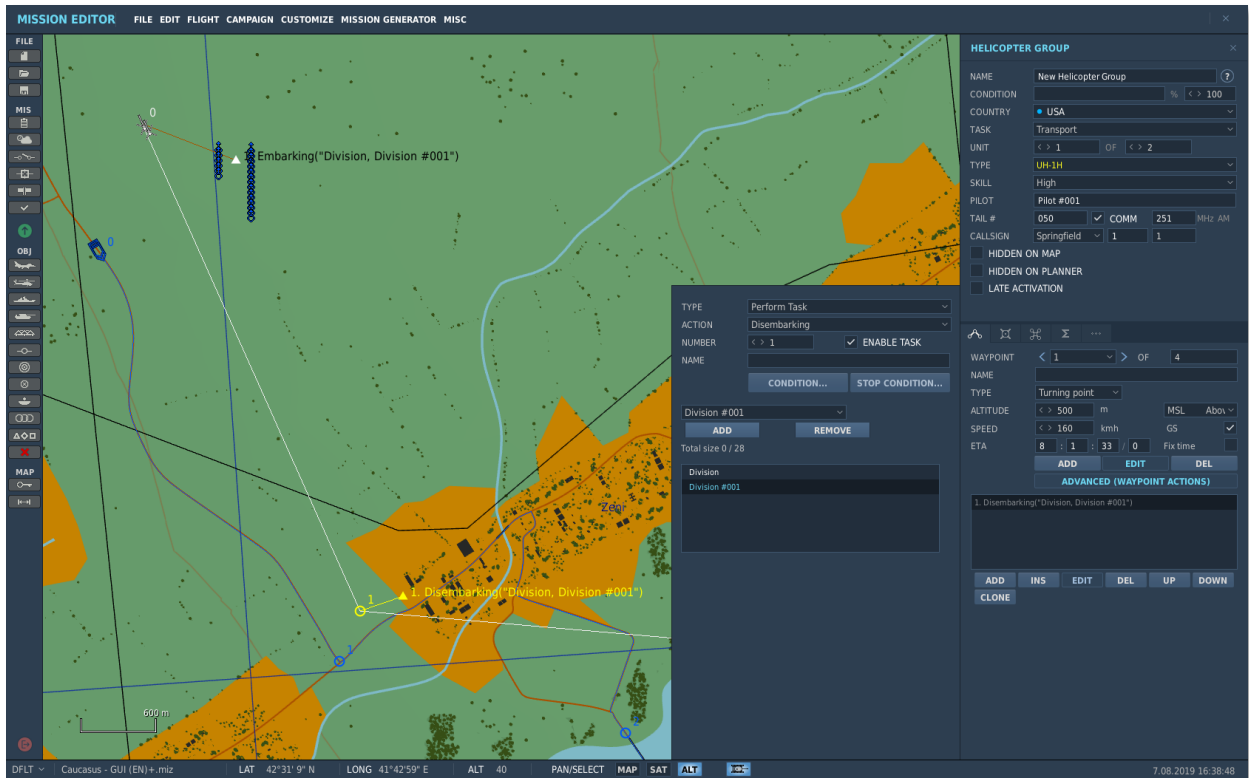 MISSION EDITOR FILE EDIT FLIGHT CAMPAIGN CUSTOMIZE MISSION GENERATOR MISC
FILE
MIS
OBJ
MAP
0
Embarking("Division, Division #001")
0
Zeni
1
1. Disembarking("Division, Division #001")
1
2
600 m
TYPE Perform Task
ACTION Disembarking
NUMBER < > 1 ENABLE TASK
NAME
CONDITION... STOP CONDITION...
Division #001
ADD REMOVE
Total size 0 / 28
Division
Division #001
HELICOPTER GROUP
NAME New Helicopter Group ?
CONDITION % < > 100
COUNTRY USA
TASK Transport
UNIT < > 1 OF < > 2
TYPE UH-1H
SKILL High
PILOT Pilot #001
TAIL # 050 COMM 251 MHz AM
CALLSIGN Springfield 1 1
HIDDEN ON MAP
HIDDEN ON PLANNER
LATE ACTIVATION
Σ ...
WAYPOINT < 1 > OF 4
NAME
TYPE Turning point
ALTITUDE < > 500 m MSL Abov
SPEED < > 160 kmh GS
ETA 8 : 1 : 33 / 0 Fix time
ADD EDIT DEL
ADVANCED (WAYPOINT ACTIONS)
1. Disembarking("Division, Division #001")
ADD INS EDIT DEL UP DOWN
CLONE
DFLT Caucasus - GUI (EN)+.miz LAT 42°31' 9" N LONG 41°42'59" E ALT 40 PAN/SELECT MAP SAT ALT 7.08.2019 16:38:48